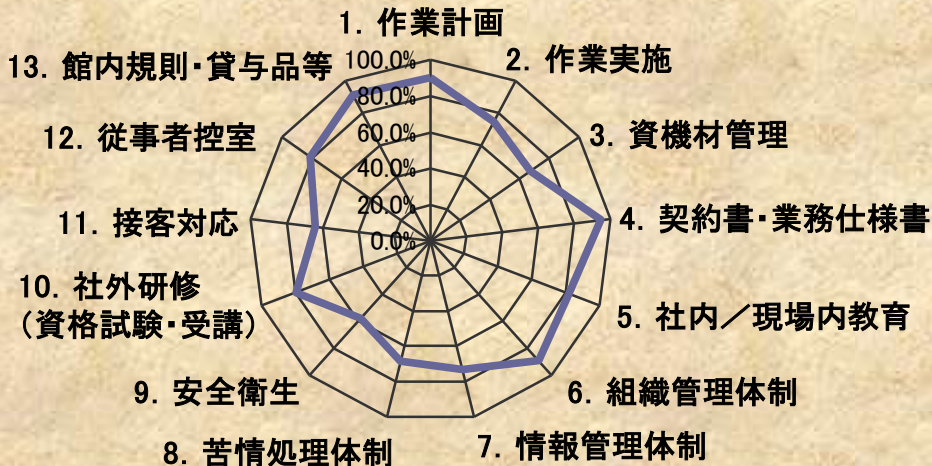 1. 作業計画
2. 作業実施
3. 資機材管理
4. 契約書・業務仕様書
5. 社内／現場内教育
6. 組織管理体制
7. 情報管理体制
8. 苦情処理体制
9. 安全衛生
10. 社外研修
（資格試験・受講）
11. 接客対応
12. 従事者控室
13. 館内規則・貸与品等
100.0%
80.0%
60.0%
40.0%
20.0%
0.0%